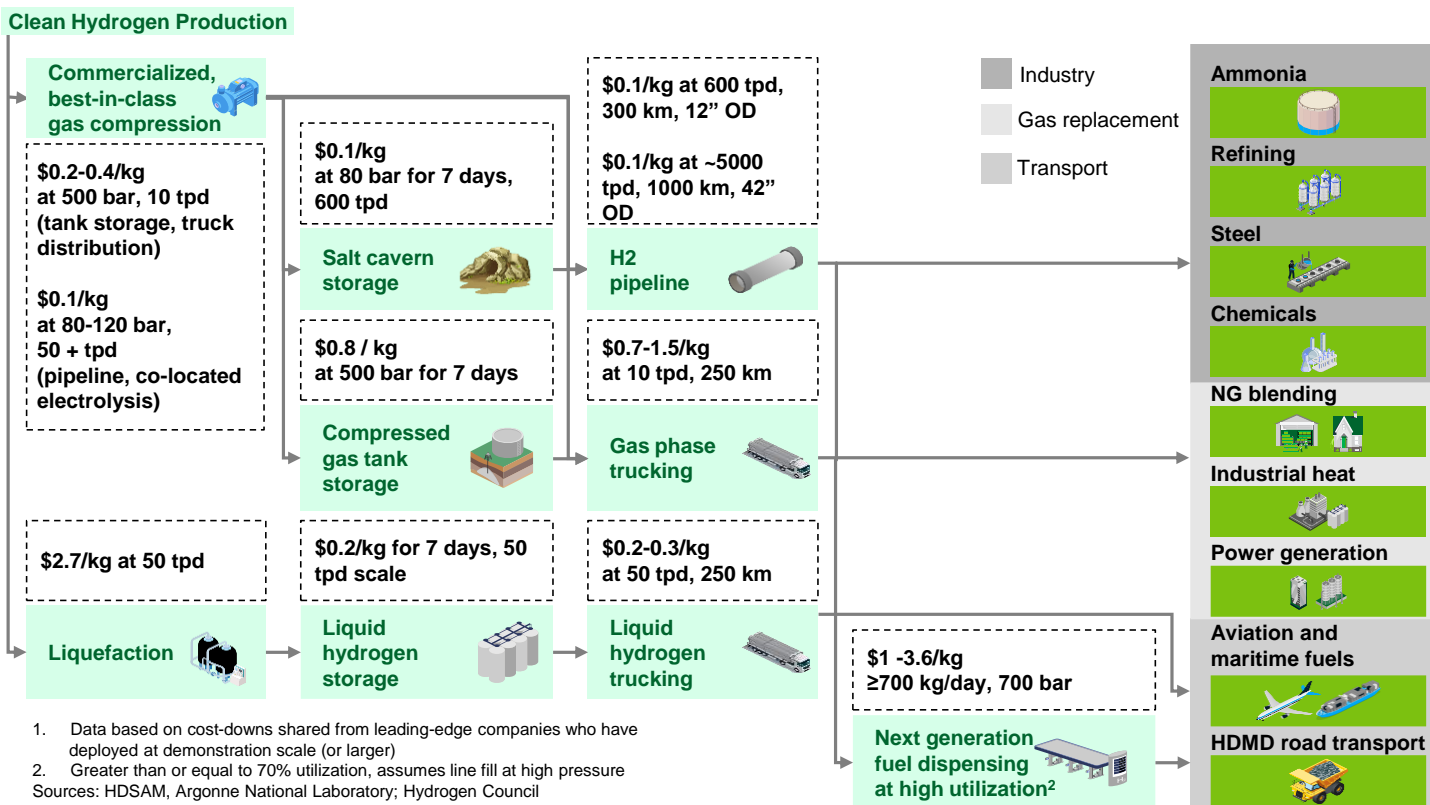 Clean Hydrogen Production
Commercialized,
best-in-class
gas compression
$0.2-0.4/kg
at 500 bar, 10 tpd
(tank storage, truck
distribution)
$0.1/kg
at 80-120 bar,
50 + tpd
(pipeline, co-located
electrolysis)
$0.1/kg
at 80 bar for 7 days,
600 tpd
Salt cavern
storage
$0.8 / kg
at 500 bar for 7 days
Compressed
gas tank
storage
$0.1/kg at 600 tpd,
300 km, 12” OD
$0.1/kg at ~5000
tpd, 1000 km, 42”
OD
H2
pipeline
$0.7-1.5/kg
at 10 tpd, 250 km
Gas phase
trucking
$2.7/kg at 50 tpd
Liquefaction
$0.2/kg for 7 days, 50
tpd scale
Liquid
hydrogen
storage
$0.2-0.3/kg
at 50 tpd, 250 km
Liquid
hydrogen
trucking
$1 -3.6/kg
≥700 kg/day, 700 bar
Next generation
fuel dispensing
at high utilization²
Industry
Gas replacement
Transport
Ammonia
Refining
Steel
Chemicals
NG blending
Industrial heat
Power generation
Aviation and
maritime fuels
HDMD road transport
1. Data based on cost-downs shared from leading-edge companies who have
deployed at demonstration scale (or larger)
2. Greater than or equal to 70% utilization, assumes line fill at high pressure
Sources: HDSAM, Argonne National Laboratory; Hydrogen Council